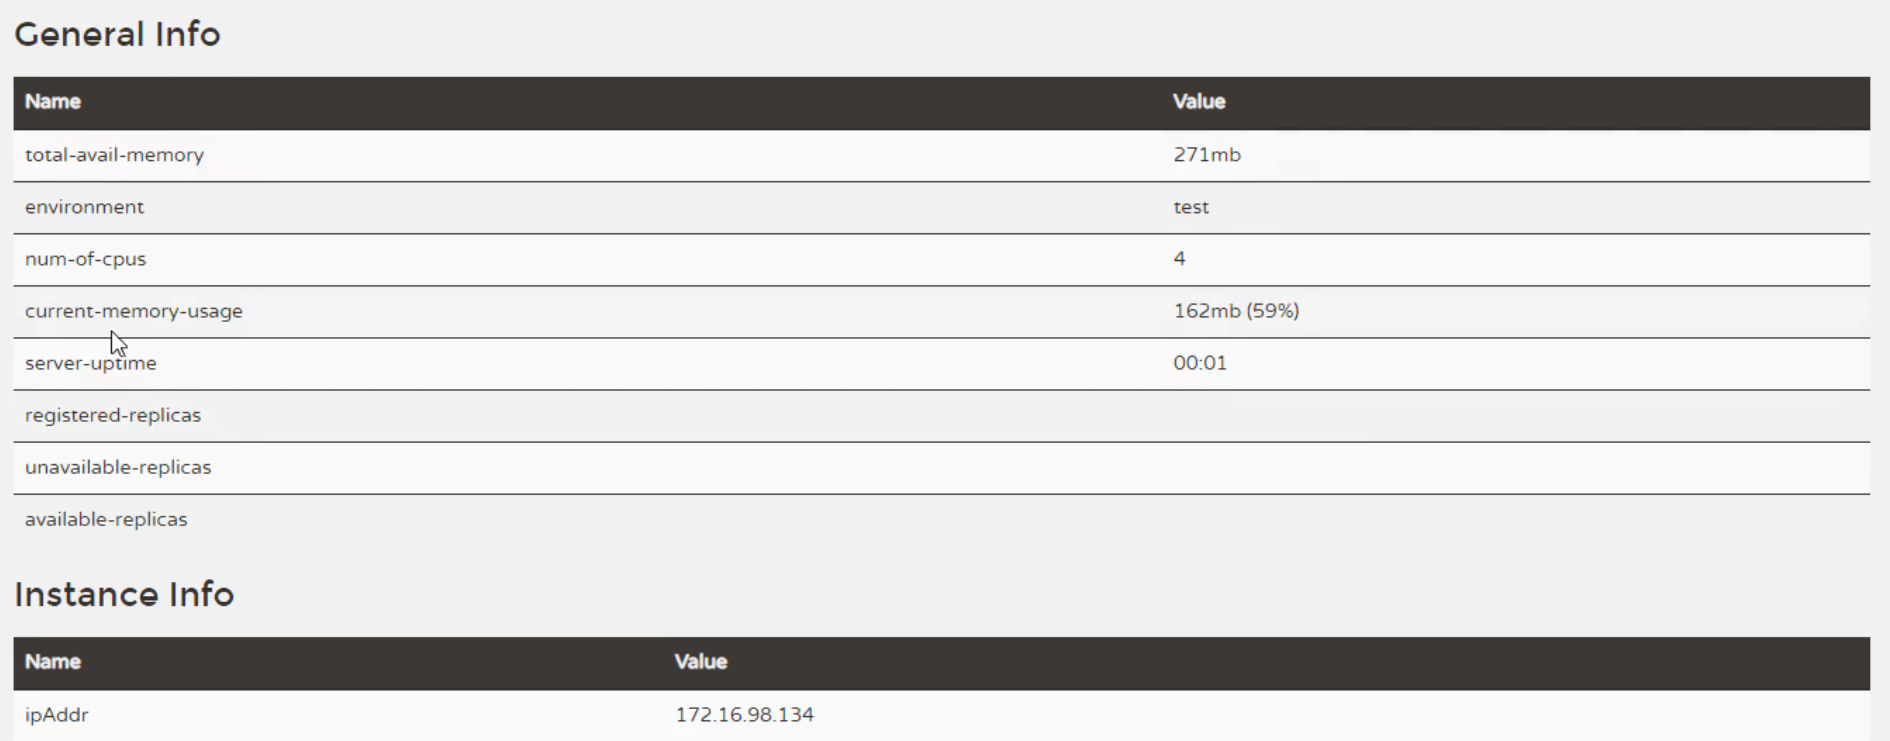 General Info
Name Value
total-avail-memory 271mb
environment test
num-of-cpus 4
current-memory-usage 162mb (59%)
server-uptime 00:01
registered-replicas
unavailable-replicas
available-replicas
Instance Info
Name Value
ipAddr 172.16.98.134